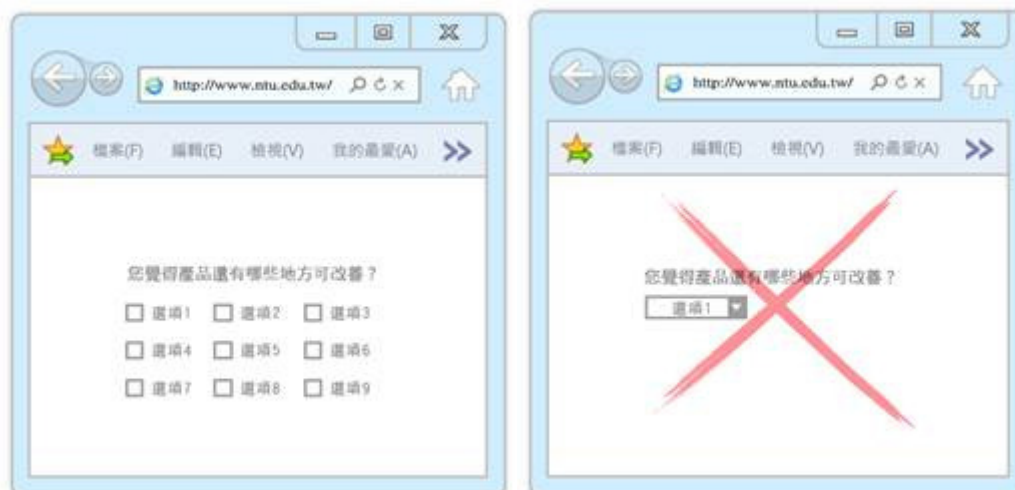 http://www.ntu.edu.tw/
檔案(F) 編輯(E) 檢視(V) 我的最愛(A)
您覺得產品還有哪些地方可改善？
選項1 選項2 選項3
選項4 選項5 選項6
選項7 選項8 選項9
http://www.ntu.edu.tw/
檔案(F) 編輯(E) 檢視(V) 我的最愛(A)
您覺得產品還有哪些地方可改善？
選項1